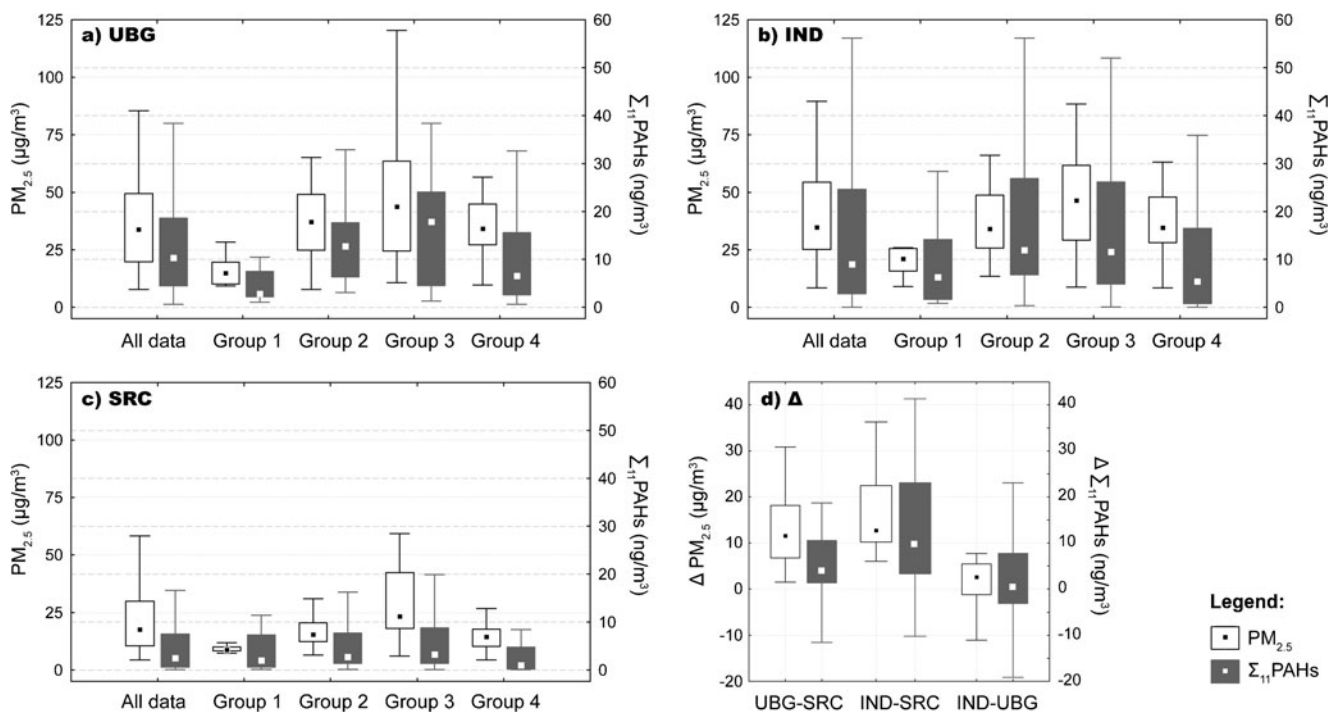 a) UBG
PM2.5 (µg/m³)
125
100
75
50
25
0
60
50
40
30
20
10
0
Σ11PAHs (ng/m³)
All data Group 1 Group 2 Group 3 Group 4
b) IND
PM2.5 (µg/m³)
125
100
75
50
25
0
60
50
40
30
20
10
0
Σ11PAHs (ng/m³)
All data Group 1 Group 2 Group 3 Group 4
c) SRC
PM2.5 (µg/m³)
125
100
75
50
25
0
60
50
40
30
20
10
0
Σ11PAHs (ng/m³)
All data Group 1 Group 2 Group 3 Group 4
d) Δ
Δ PM2.5 (µg/m³)
40
30
20
10
0
-10
-20
40
30
20
10
0
-10
-20
Δ Σ11PAHs (ng/m³)
UBG-SRC IND-SRC IND-UBG
Legend:
PM2.5
Σ11PAHs